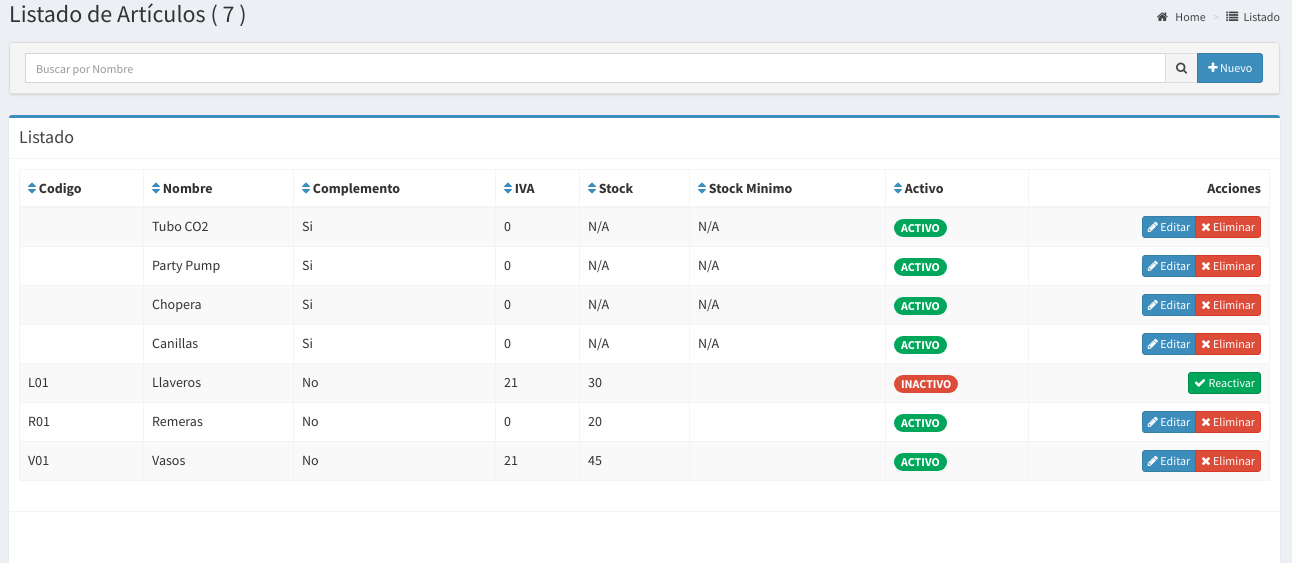 Listado de Artículos ( 7 )
Home > Listado
Buscar por Nombre
Nuevo
Listado
Codigo Nombre Complemento IVA Stock Stock Minimo Activo Acciones
Tubo CO2 Si 0 N/A N/A ACTIVO Editar Eliminar
Party Pump Si 0 N/A N/A ACTIVO Editar Eliminar
Chopera Si 0 N/A N/A ACTIVO Editar Eliminar
Canillas Si 0 N/A N/A ACTIVO Editar Eliminar
L01 Llaveros No 21 30 INACTIVO Reactivar
R01 Remeras No 0 20 ACTIVO Editar Eliminar
V01 Vasos No 21 45 ACTIVO Editar Eliminar